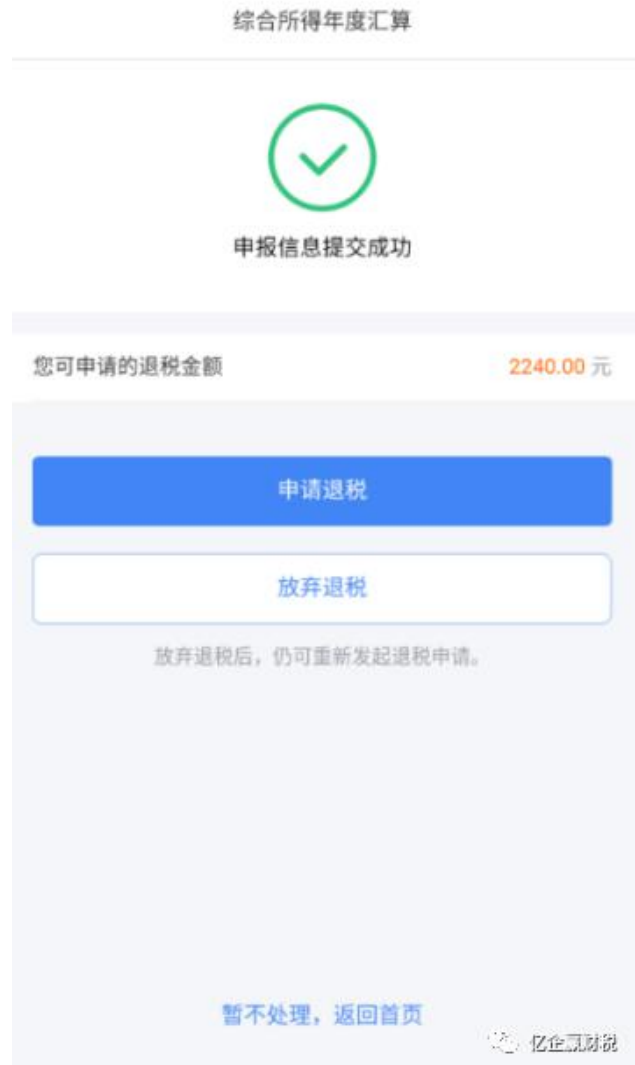 综合所得年度汇算
申报信息提交成功
您可申请的退税金额 2240.00 元
申请退税
放弃退税
放弃退税后，仍可重新发起退税申请。
暂不处理，返回首页
亿企赢财税